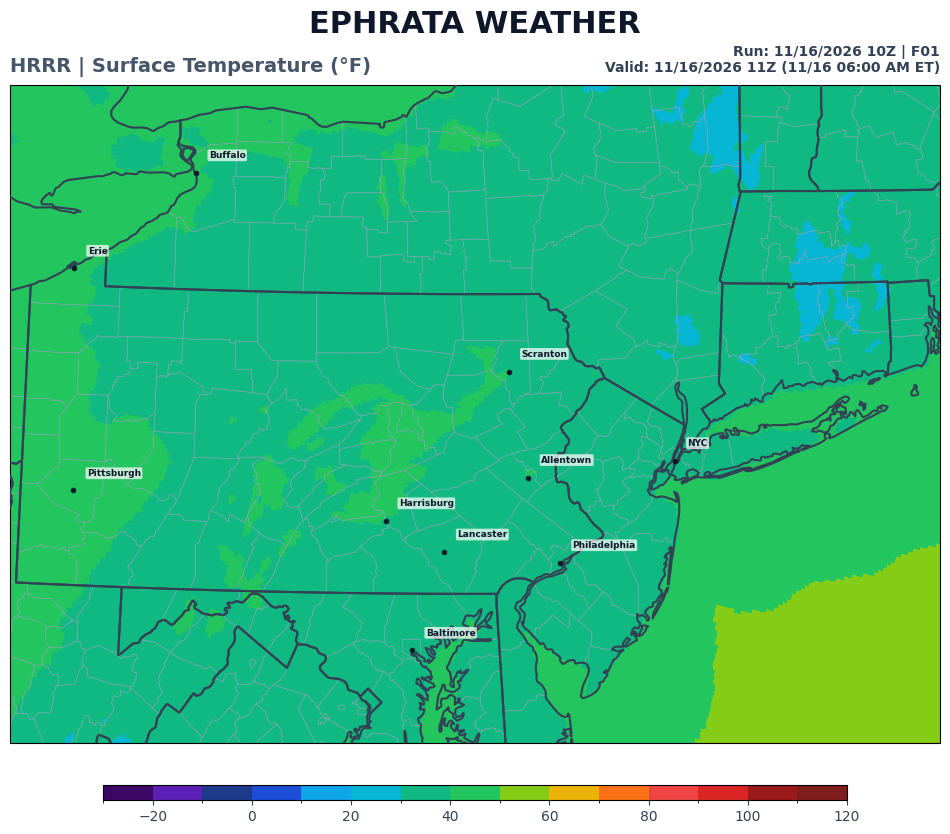 EPHRATA WEATHER
HRRR | Surface Temperature (°F)
Run: 11/16/2026 10Z | F01
Valid: 11/16/2026 11Z (11/16 06:00 AM ET)
Buffalo
Erie
Scranton
NYC
Allentown
Pittsburgh
Harrisburg
Lancaster
Philadelphia
Baltimore
−20 0 20 40 60 80 100 120